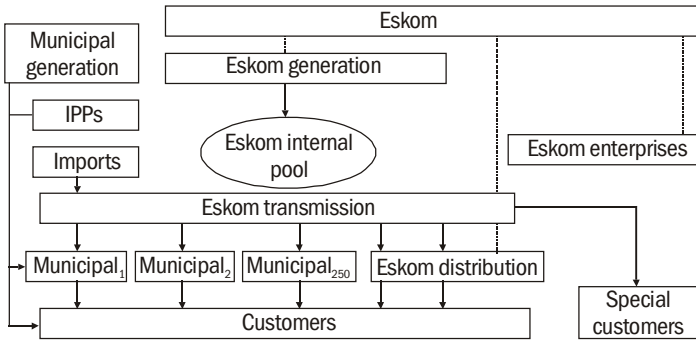 Eskom
Municipal
generation
Eskom generation
IPPs
Eskom internal
pool
Eskom enterprises
Imports
Eskom transmission
Municipal₁
Municipal₂
Municipal₂₅₀
Eskom distribution
Special
customers
Customers